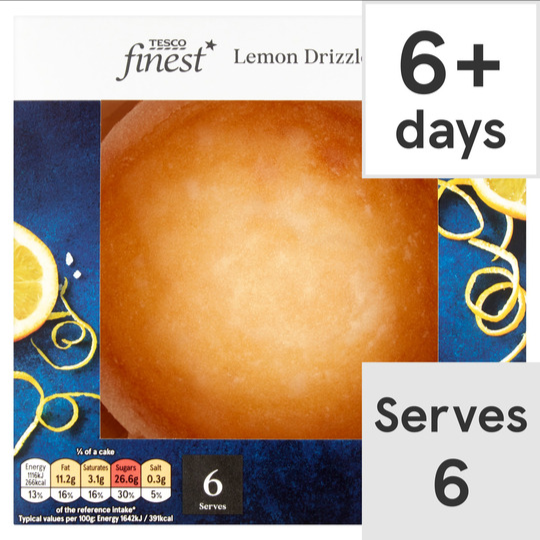 TESCO
finest*
Lemon Drizzl
6+
days
Serves
6
1/6 of a cake
Energy
1116kJ
266kcal
13%
Fat
11.2g
16%
Saturates
3.1g
16%
Sugars
26.6g
30%
Salt
0.3g
5%
of the reference intake*
Typical values per 100g: Energy 1642kJ / 391kcal
6
Serves